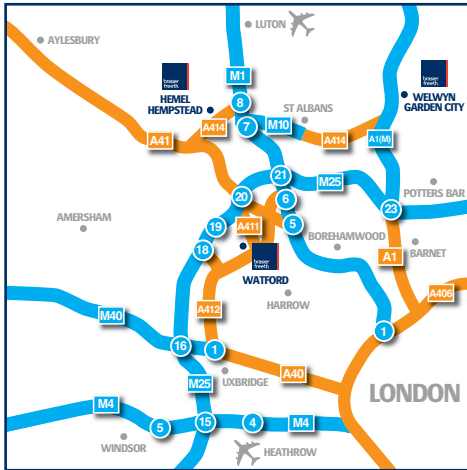 LUTON
AYLESBURY
brasier
freeth
M1
brasier
freeth
HEMEL
HEMPSTEAD
8
ST ALBANS
WELWYN
GARDEN CITY
A414
7
M10
A414
A1(M)
A41
21
M25
20
6
POTTERS BAR
23
AMERSHAM
19
A411
5
BOREHAMWOOD
18
BARNET
brasier
freeth
A1
WATFORD
HARROW
A406
A412
M40
1
16
1
M25
A40
UXBRIDGE
LONDON
M4
5
15
4
M4
WINDSOR
HEATHROW